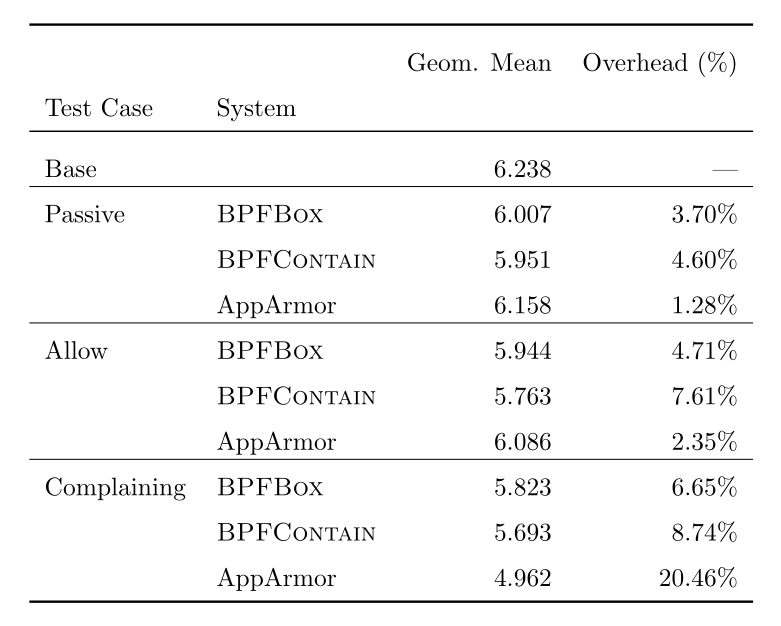 Geom. Mean Overhead (%)
Test Case System
Base 6.238 —
Passive BPFBOX 6.007 3.70%
BPFCONTAIN 5.951 4.60%
AppArmor 6.158 1.28%
Allow BPFBOX 5.944 4.71%
BPFCONTAIN 5.763 7.61%
AppArmor 6.086 2.35%
Complaining BPFBOX 5.823 6.65%
BPFCONTAIN 5.693 8.74%
AppArmor 4.962 20.46%